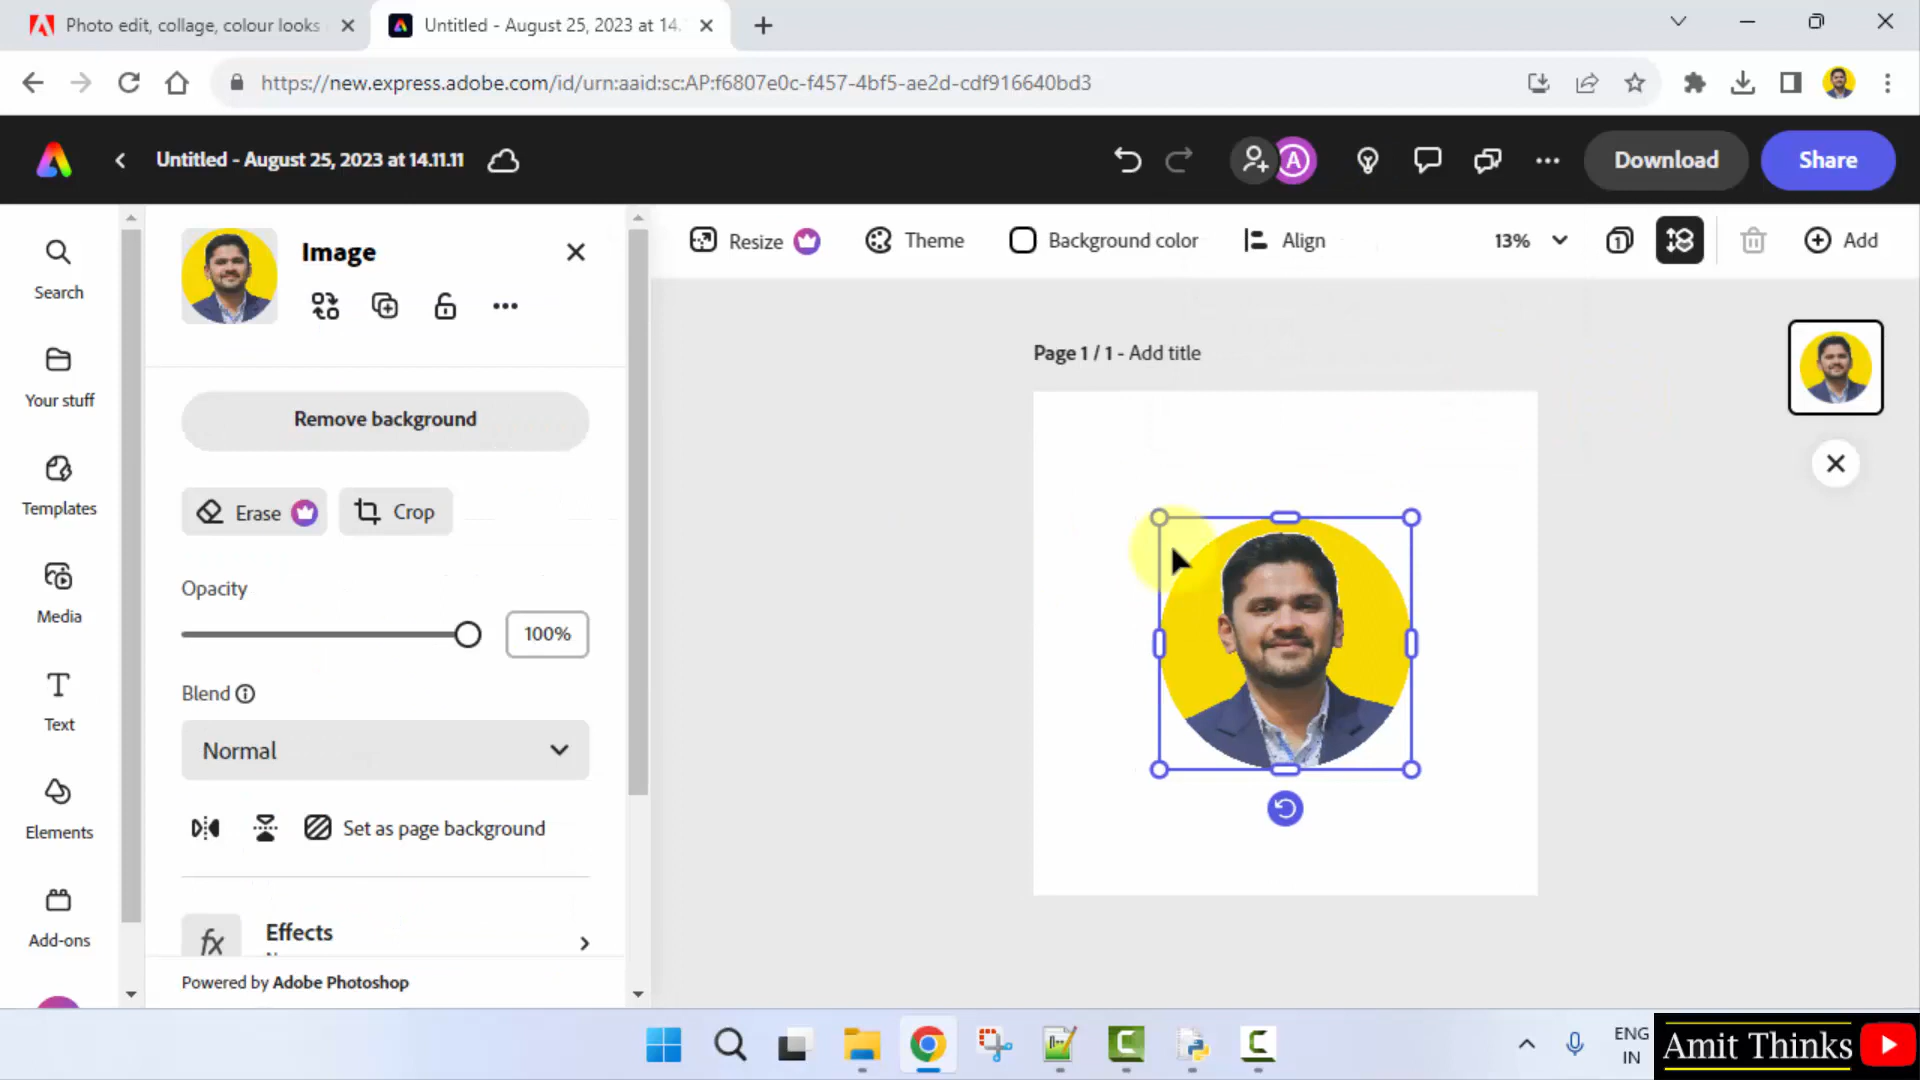 Photo edit, collage, colour looks
Untitled - August 25, 2023 at 14.
https://new.express.adobe.com/id/urn:aaid:sc:AP:f6807e0c-f457-4bf5-ae2d-cdf916640bd3
Untitled - August 25, 2023 at 14.11.11
A
Download
Share
Search
Your stuff
Templates
Media
Text
Elements
Add-ons
Image
Remove background
Erase
Crop
Opacity
100%
Blend
Normal
Set as page background
fx
Effects
Powered by Adobe Photoshop
Resize
Theme
Background color
Align
13%
1
Add
Page 1 / 1 - Add title
ENG
IN
Amit Thinks